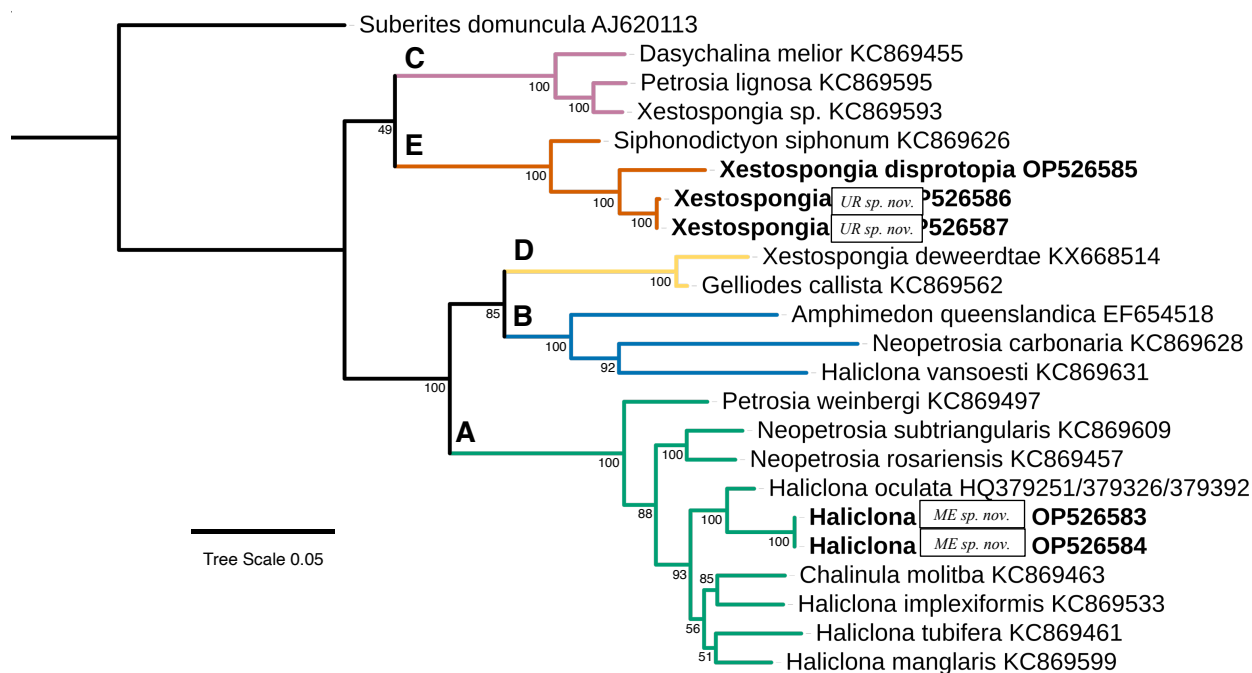 Suberites domuncula AJ620113
C
Dasychalina melior KC869455
100
Petrosia lignosa KC869595
100
Xestospongia sp. KC869593
49
E
Siphonodictyon siphonum KC869626
100
Xestospongia disprotopia OP526585
100
Xestospongia UR sp. nov. P526586
100
Xestospongia UR sp. nov. P526587
D
Xestospongia deweerdtae KX668514
100
Gelliodes callista KC869562
85
B
Amphimedon queenslandica EF654518
100
Neopetrosia carbonaria KC869628
92
Haliclona vansoesti KC869631
100
Petrosia weinbergi KC869497
A
Neopetrosia subtriangularis KC869609
100
100
Neopetrosia rosariensis KC869457
Haliclona oculata HQ379251/379326/379392
88
100
Haliclona ME sp. nov. OP526583
100
Haliclona ME sp. nov. OP526584
Tree Scale 0.05
93
85
Chalinula molitba KC869463
Haliclona implexiformis KC869533
56
Haliclona tubifera KC869461
51
Haliclona manglaris KC869599